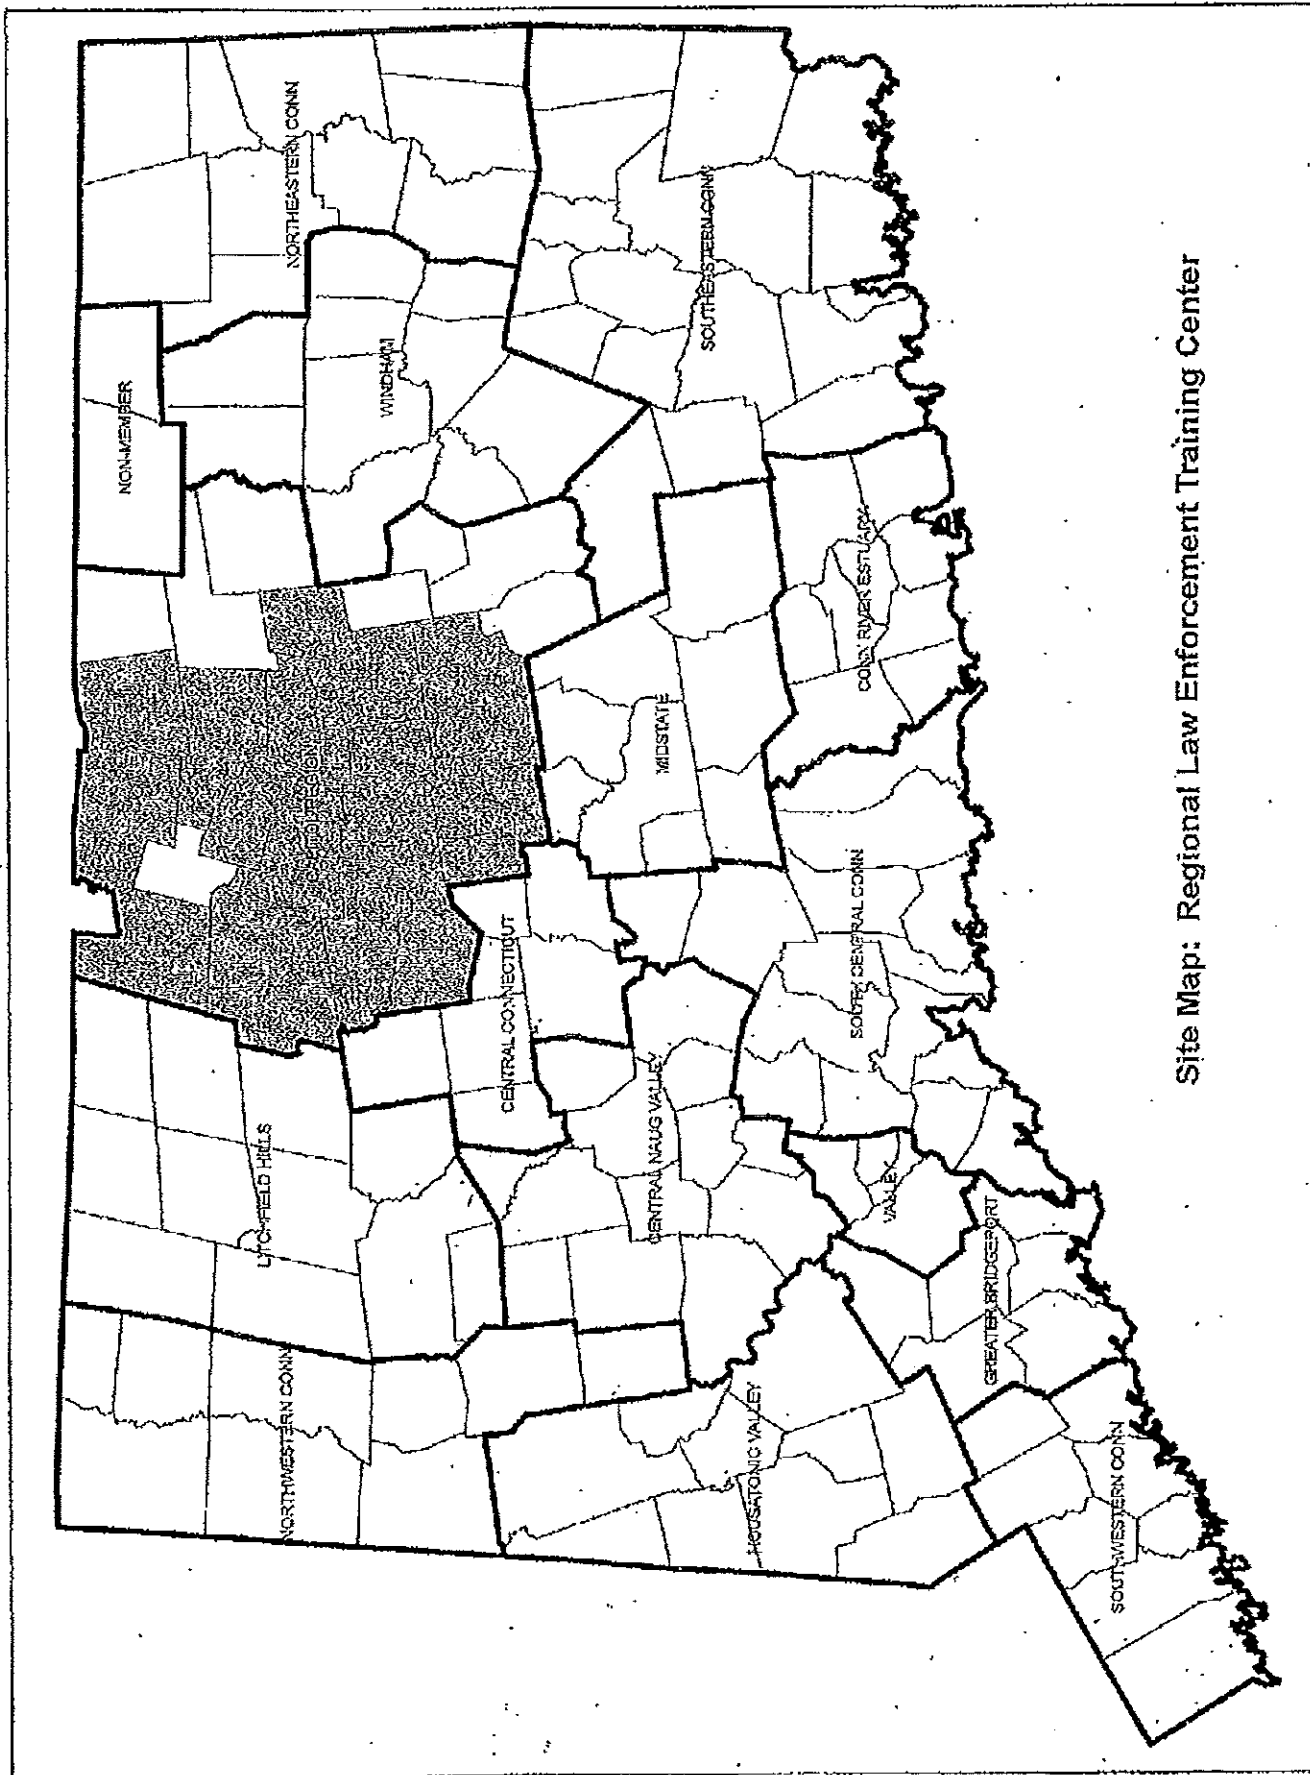 NORTHWESTERN CONN
LITCHFIELD HILLS
NON-MEMBER
NORTHEASTERN CONN
WINDHAM
CENTRAL CONNECTICUT
HOUSATONIC VALLEY
CENTRAL NAUG VALLEY
MIDSTATE
SOUTHEASTERN CONN
VALLEY
SOUTH CENTRAL CONN
CONN RIVER ESTUARY
GREATER BRIDGEPORT
SOUTHWESTERN CONN
Site Map: Regional Law Enforcement Training Center